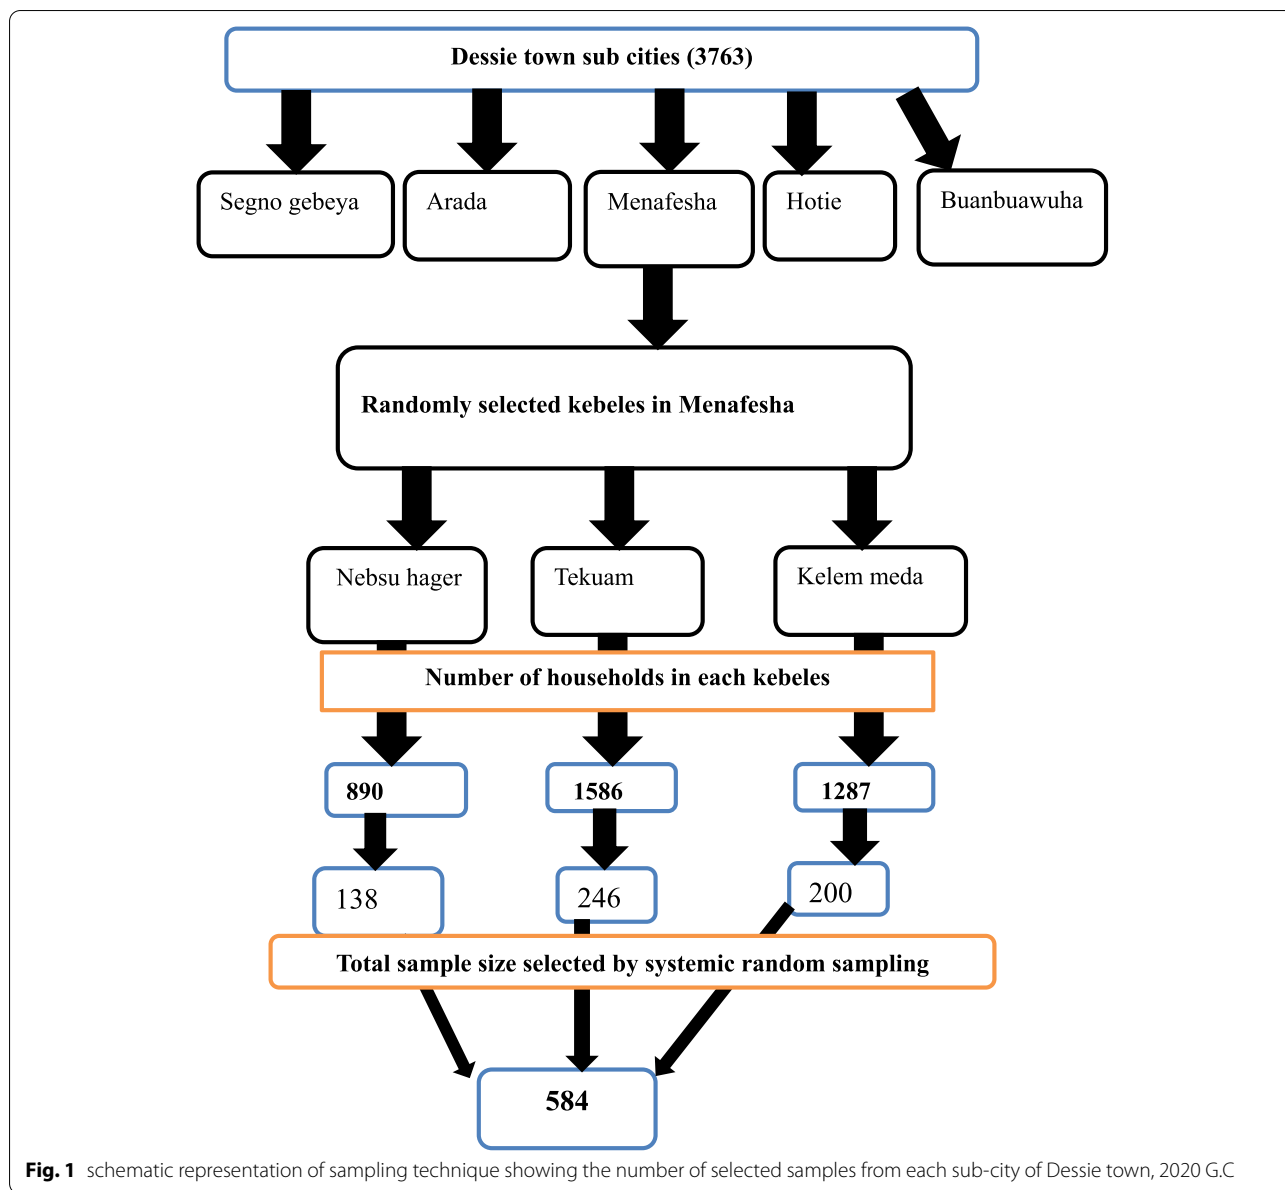 Dessie town sub cities (3763)
Segno gebeya
Arada
Menafesha
Hotie
Buanbuawuha
Randomly selected kebeles in Menafesha
Nebsu hager
Tekuam
Kelem meda
Number of households in each kebeles
890
1586
1287
138
246
200
Total sample size selected by systemic random sampling
584
Fig. 1 schematic representation of sampling technique showing the number of selected samples from each sub-city of Dessie town, 2020 G.C